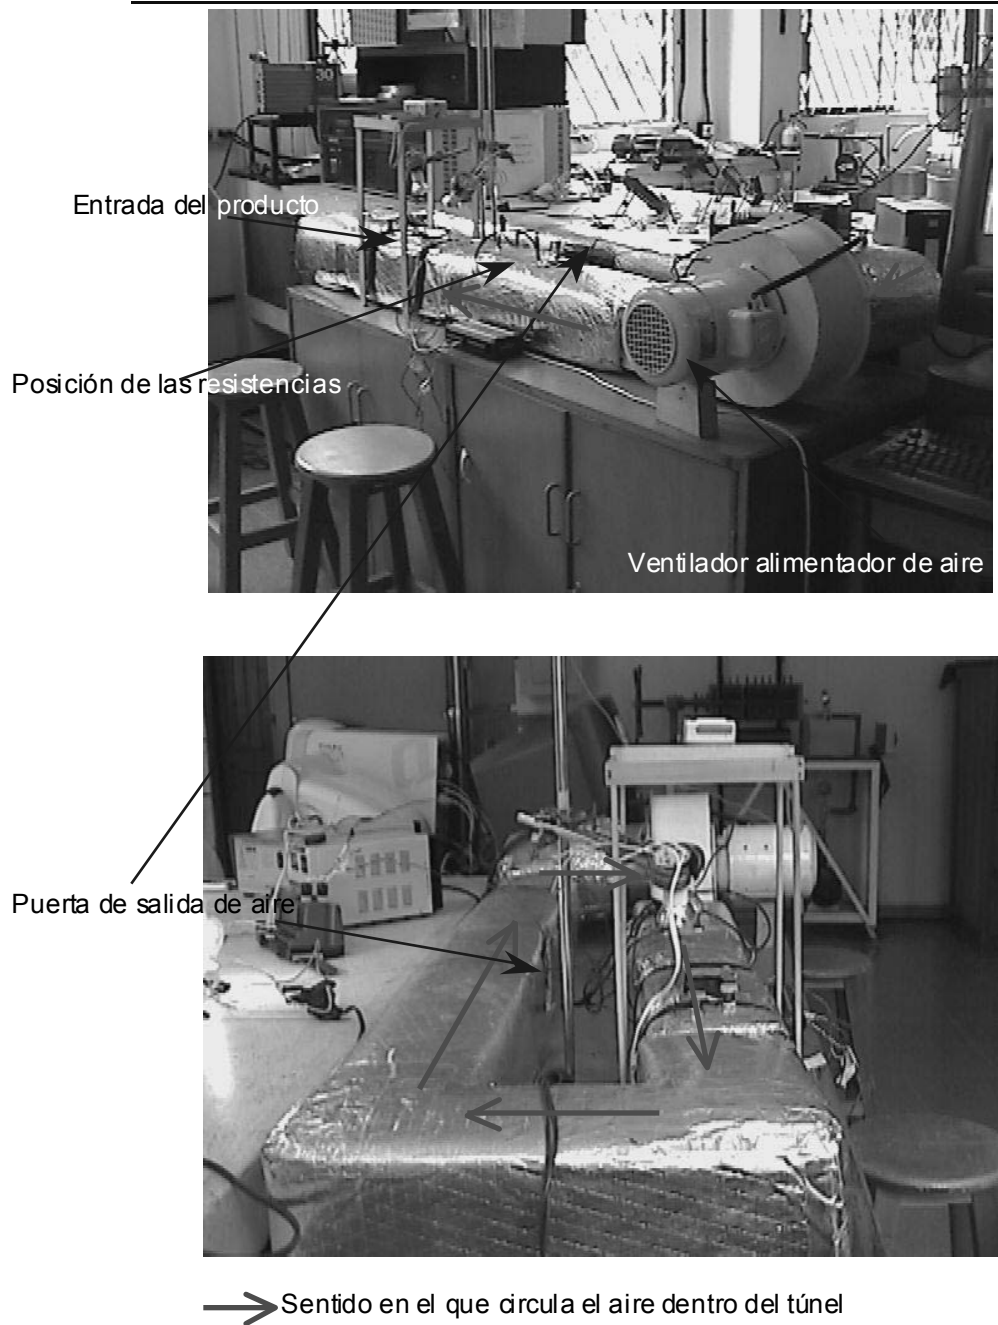 30
Entrada del producto
Posición de las resistencias
Ventilador alimentador de aire
Puerta de salida de aire
Sentido en el que circula el aire dentro del túnel